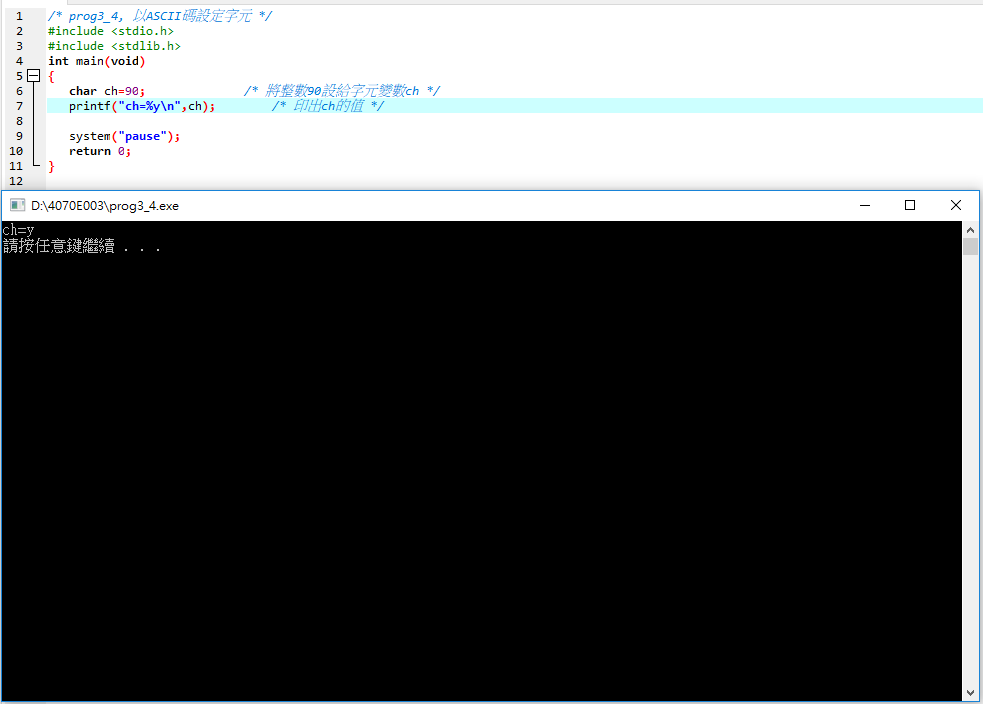 1 /* prog3_4, 以ASCII碼設定字元 */
2 #include <stdio.h>
3 #include <stdlib.h>
4 int main(void)
5 {
6 char ch=90; /* 將整數90設給字元變數ch */
7 printf("ch=%y\n",ch); /* 印出ch的值 */
8
9 system("pause");
10 return 0;
11 }
12
D:\4070E003\prog3_4.exe
ch=y
請按任意鍵繼續 . . .